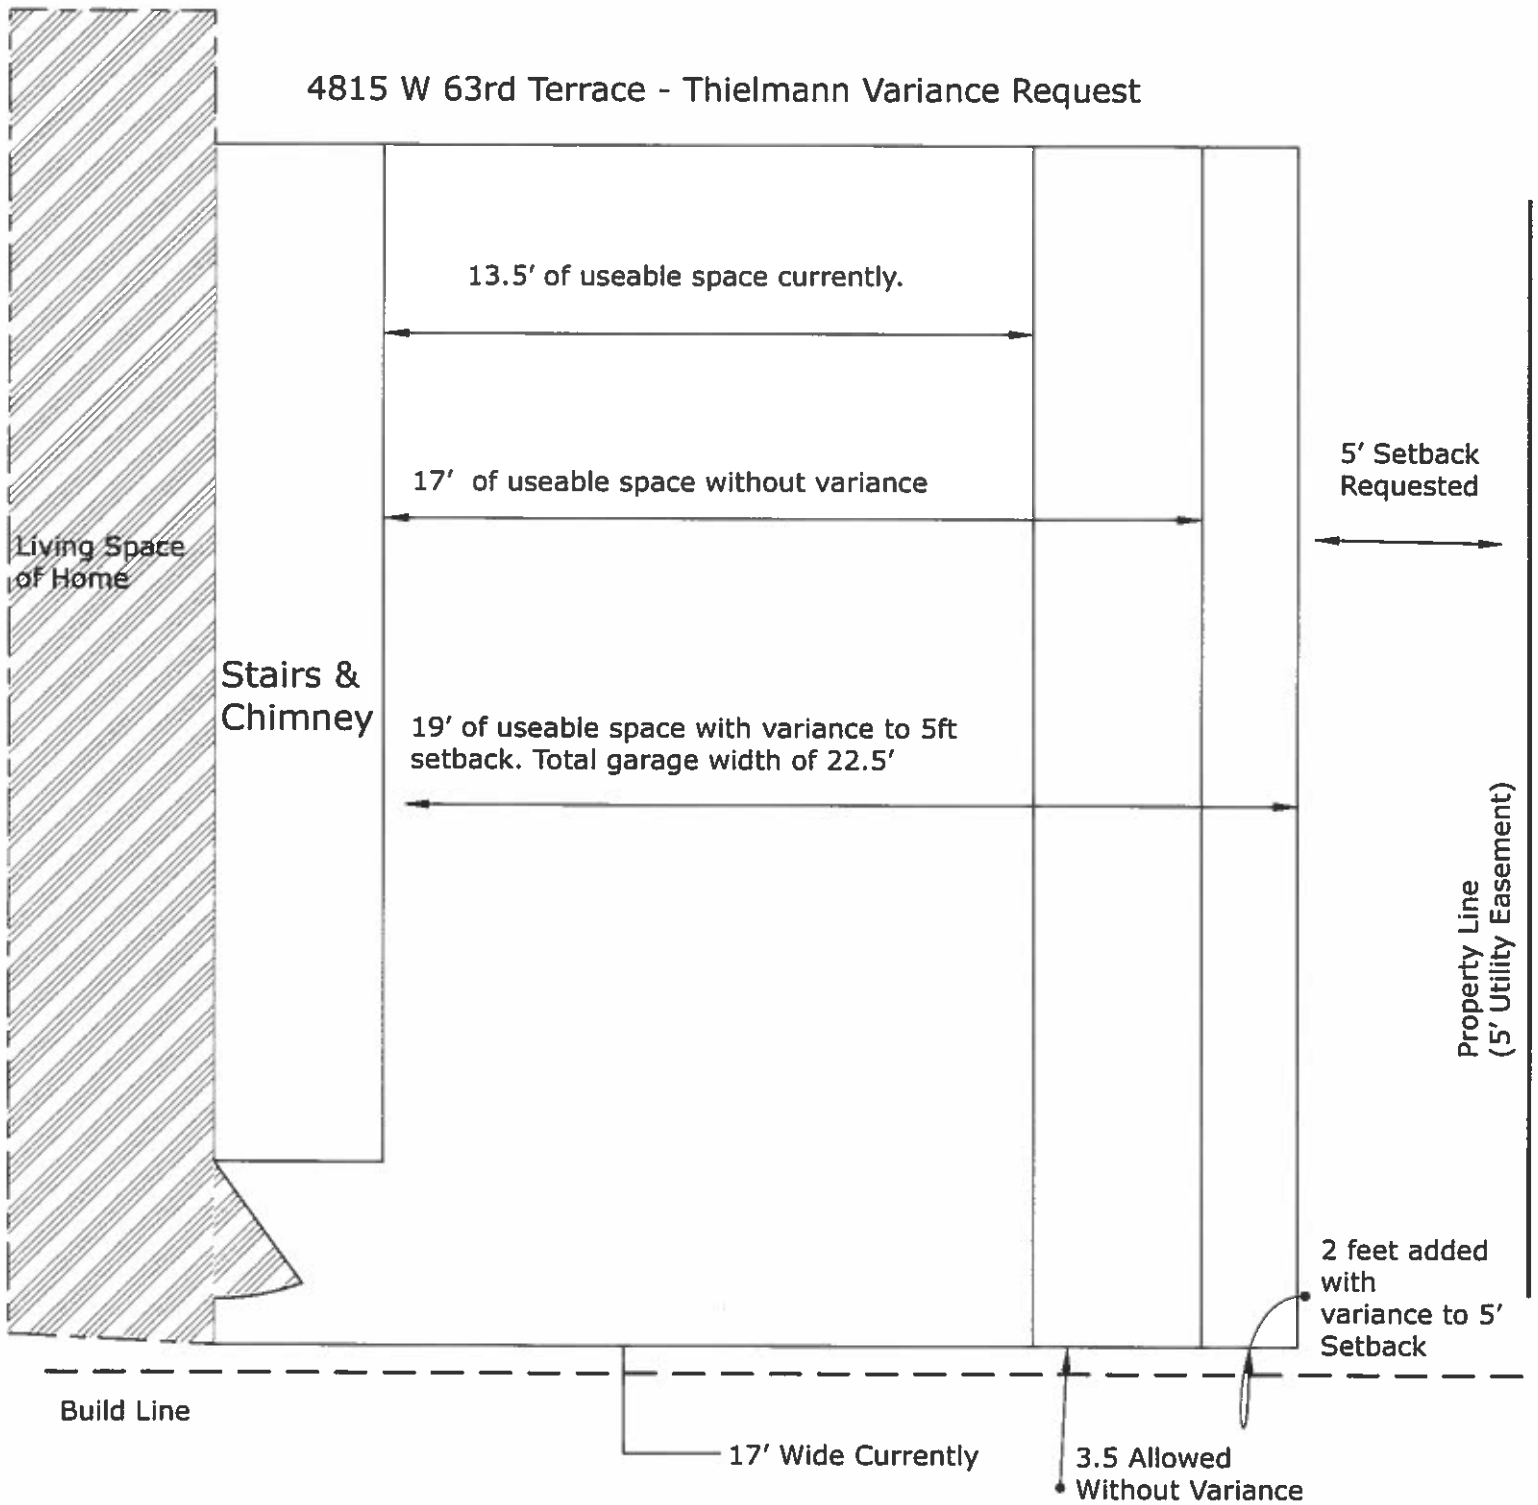 4815 W 63rd Terrace - Thielmann Variance Request
13.5' of useable space currently.
17' of useable space without variance
5' Setback
Requested
Living Space
of Home
Stairs &
Chimney
19' of useable space with variance to 5ft
setback. Total garage width of 22.5'
Property Line
(5' Utility Easement)
2 feet added
with
variance to 5'
Setback
Build Line
17' Wide Currently
3.5 Allowed
Without Variance